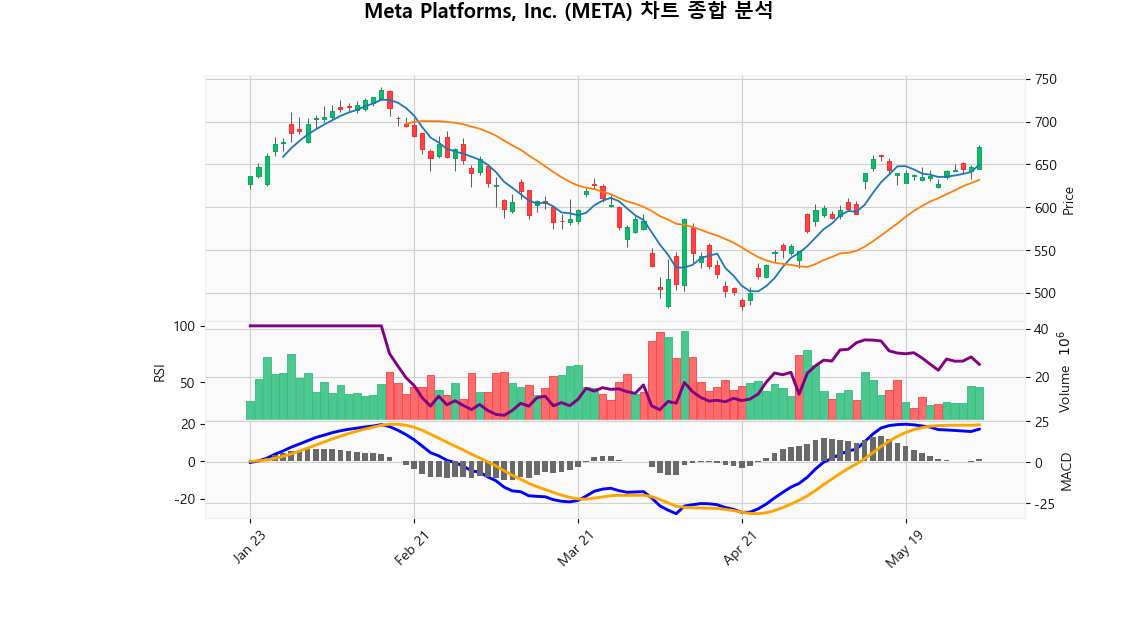 Meta Platforms, Inc. (META) 차트 종합 분석
750
700
650
600
550
500
Price
100
50
RSI
40
20
Volume 10^6
20
0
-20
25
0
-25
MACD
Jan 23
Feb 21
Mar 21
Apr 21
May 19